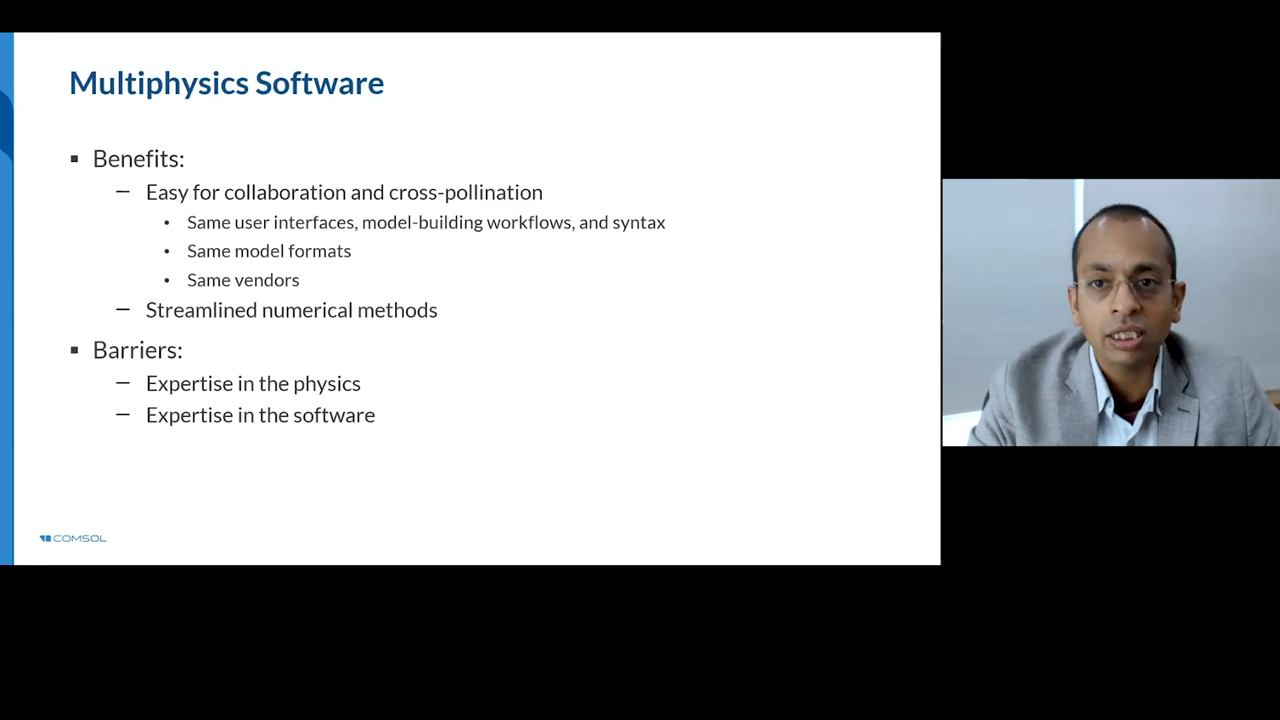 Multiphysics Software
▪ Benefits:
– Easy for collaboration and cross-pollination
• Same user interfaces, model-building workflows, and syntax
• Same model formats
• Same vendors
– Streamlined numerical methods
▪ Barriers:
– Expertise in the physics
– Expertise in the software
COMSOL